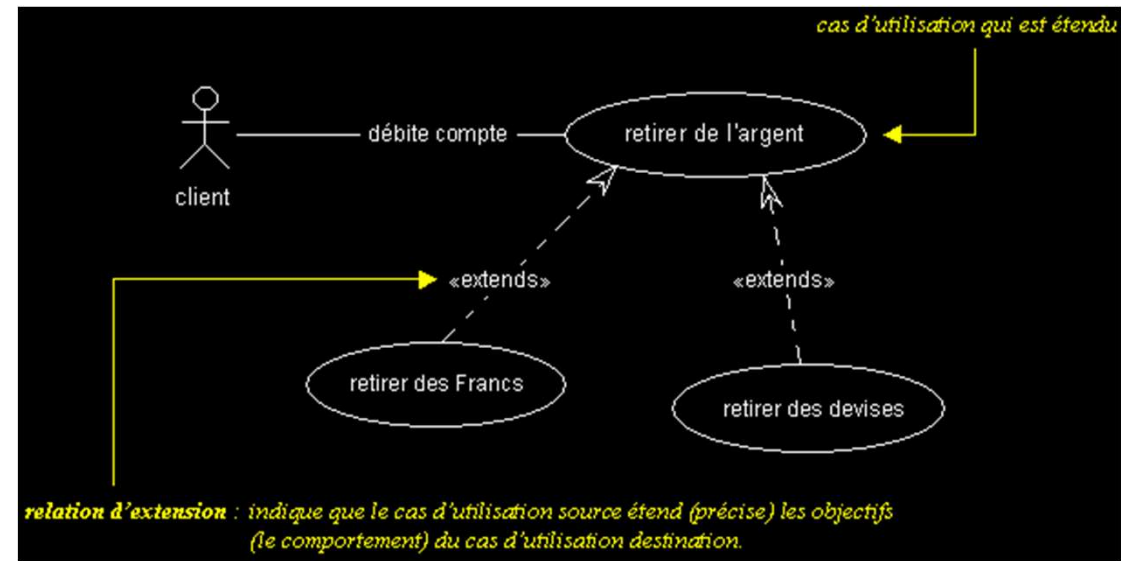 cas d'utilisation qui est étendu
débite compte
retirer de l'argent
client
«extends»
«extends»
retirer des Francs
retirer des devises
relation d'extension : indique que le cas d'utilisation source étend (précise) les objectifs
(le comportement) du cas d'utilisation destination.